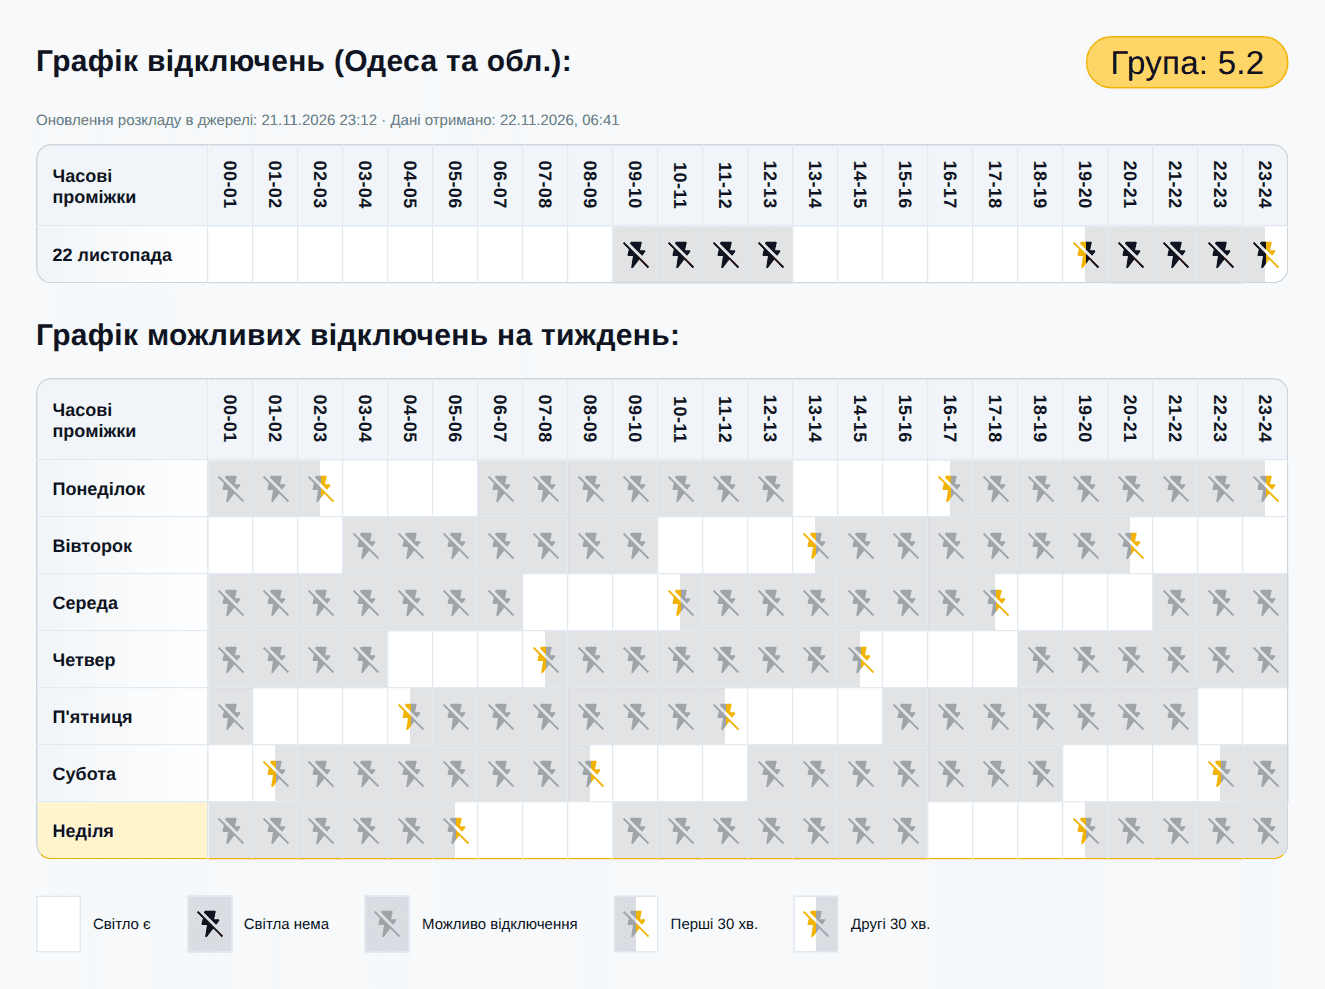 Графік відключень (Одеса та обл.):
Група: 5.2
Оновлення розкладу в джерелі: 21.11.2026 23:12 · Дані отримано: 22.11.2026, 06:41
Часові проміжки 00-01 01-02 02-03 03-04 04-05 05-06 06-07 07-08 08-09 09-10 10-11 11-12 12-13 13-14 14-15 15-16 16-17 17-18 18-19 19-20 20-21 21-22 22-23 23-24
22 листопада
Графік можливих відключень на тиждень:
Часові проміжки 00-01 01-02 02-03 03-04 04-05 05-06 06-07 07-08 08-09 09-10 10-11 11-12 12-13 13-14 14-15 15-16 16-17 17-18 18-19 19-20 20-21 21-22 22-23 23-24
Понеділок
Вівторок
Середа
Четвер
П'ятниця
Субота
Неділя
Світло є Світла нема Можливо відключення Перші 30 хв. Другі 30 хв.